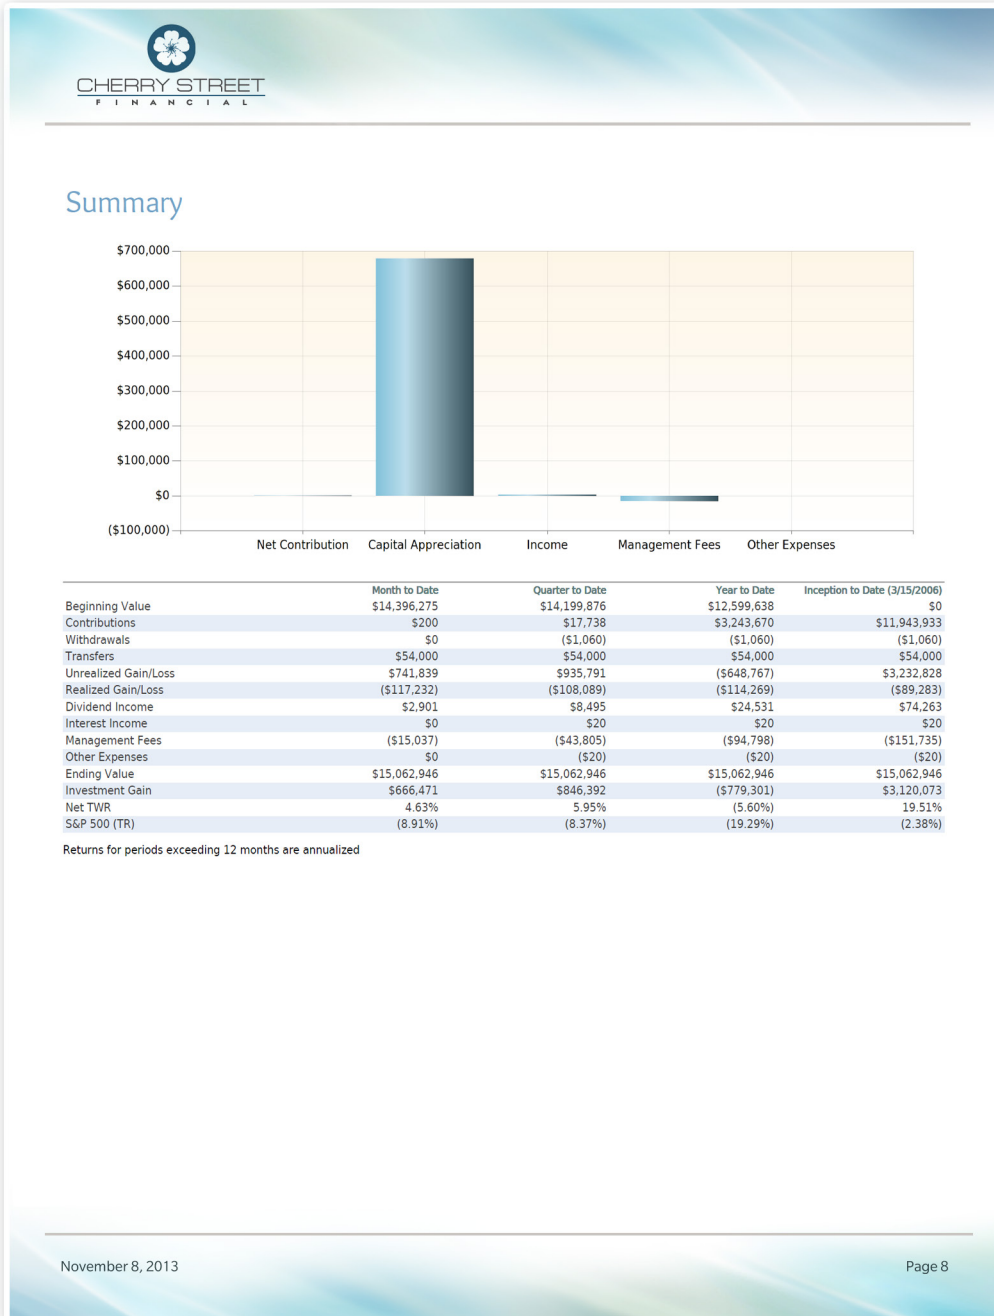 CHERRY STREET
FINANCIAL
Summary
$700,000
$600,000
$500,000
$400,000
$300,000
$200,000
$100,000
$0
($100,000)
Net Contribution Capital Appreciation Income Management Fees Other Expenses
Month to Date Quarter to Date Year to Date Inception to Date (3/15/2006)
Beginning Value $14,396,275 $14,199,876 $12,599,638 $0
Contributions $200 $17,738 $3,243,670 $11,943,933
Withdrawals $0 ($1,060) ($1,060) ($1,060)
Transfers $54,000 $54,000 $54,000 $54,000
Unrealized Gain/Loss $741,839 $935,791 ($648,767) $3,232,828
Realized Gain/Loss ($117,232) ($108,089) ($114,269) ($89,283)
Dividend Income $2,901 $8,495 $24,531 $74,263
Interest Income $0 $20 $20 $20
Management Fees ($15,037) ($43,805) ($94,798) ($151,735)
Other Expenses $0 ($20) ($20) ($20)
Ending Value $15,062,946 $15,062,946 $15,062,946 $15,062,946
Investment Gain $666,471 $846,392 ($779,301) $3,120,073
Net TWR 4.63% 5.95% (5.60%) 19.51%
S&P 500 (TR) (8.91%) (8.37%) (19.29%) (2.38%)
Returns for periods exceeding 12 months are annualized
November 8, 2013 Page 8